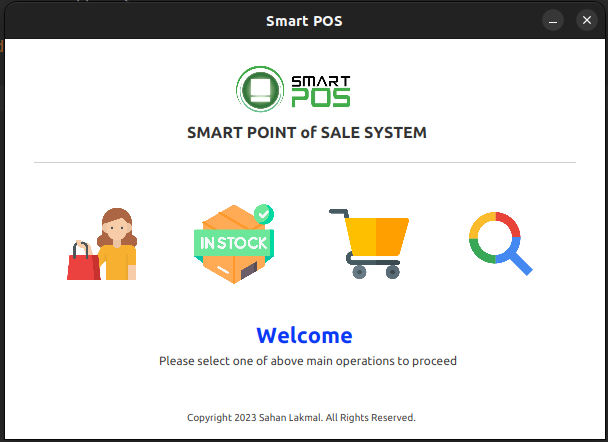 Smart POS
SMART
POS
SMART POINT of SALE SYSTEM
IN STOCK
Welcome
Please select one of above main operations to proceed
Copyright 2023 Sahan Lakmal. All Rights Reserved.